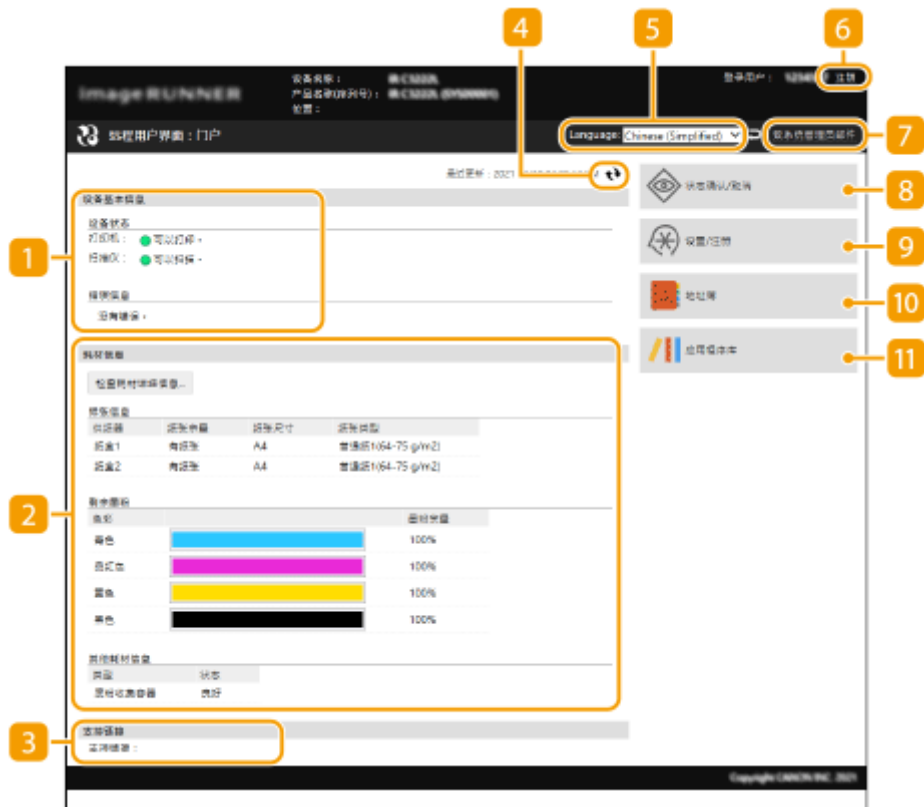 4
5
6
imageRUNNER
设备名称：
产品名称(序列号)：
位置：
登录用户：
注销
远程用户界面：门户
Language: Chinese (Simplified)
致系统管理员邮件
7
最近更新：2021
设备基本信息
设备状态
打印机： 可以打印。
扫描仪： 可以扫描。
错误信息
没有错误。
1
状态确认/取消
8
设置/注册
9
地址簿
10
应用程序库
11
耗材信息
检查耗材详细信息...
纸张信息
供纸器 纸张余量 纸张尺寸 纸张类型
纸盒1 有纸张 A4 普通纸1(64-75 g/m2)
纸盒2 有纸张 A4 普通纸1(64-75 g/m2)
剩余墨粉
色彩 墨粉余量
青色 100%
品红色 100%
黄色 100%
黑色 100%
2
其他耗材信息
类型 状态
墨粉收集容器 良好
支持链接
支持链接：
3
Copyright CANON INC. 2021